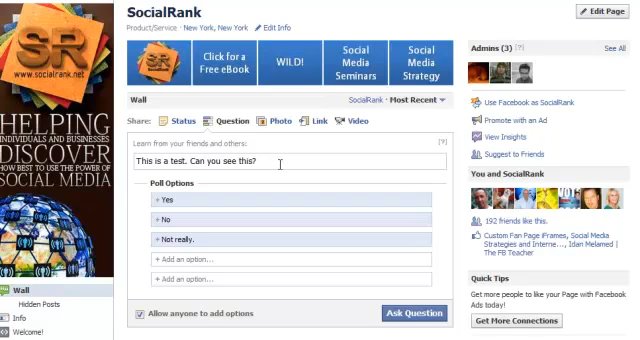 SR
www.socialrank.net
HELPING
INDIVIDUALS AND BUSINESSES
DISCOVER
HOW BEST TO USE THE POWER OF
SOCIAL MEDIA
Wall
Hidden Posts
Info
Welcome!
SocialRank
Product/Service · New York, New York Edit Info
SR
SocialRank
Click for a
Free eBook
WILD!
Social
Media
Seminars
Social
Media
Strategy
Wall
SocialRank · Most Recent
Share: Status Question Photo Link Video
Learn from your friends and others: [?]
This is a test. Can you see this?
Poll Options
+ Yes
+ No
+ Not really.
+ Add an option...
+ Add an option...
Allow anyone to add options
Ask Question
Edit Page
Admins (3) [?] See All
Use Facebook as SocialRank
Promote with an Ad
View Insights
Suggest to Friends
You and SocialRank
192 friends like this.
Custom Fan Page iFrames, Social Media
Strategies and Interne..., Idan Melamed |
The FB Teacher
Quick Tips
Get more people to like your Page with Facebook
Ads today!
Get More Connections